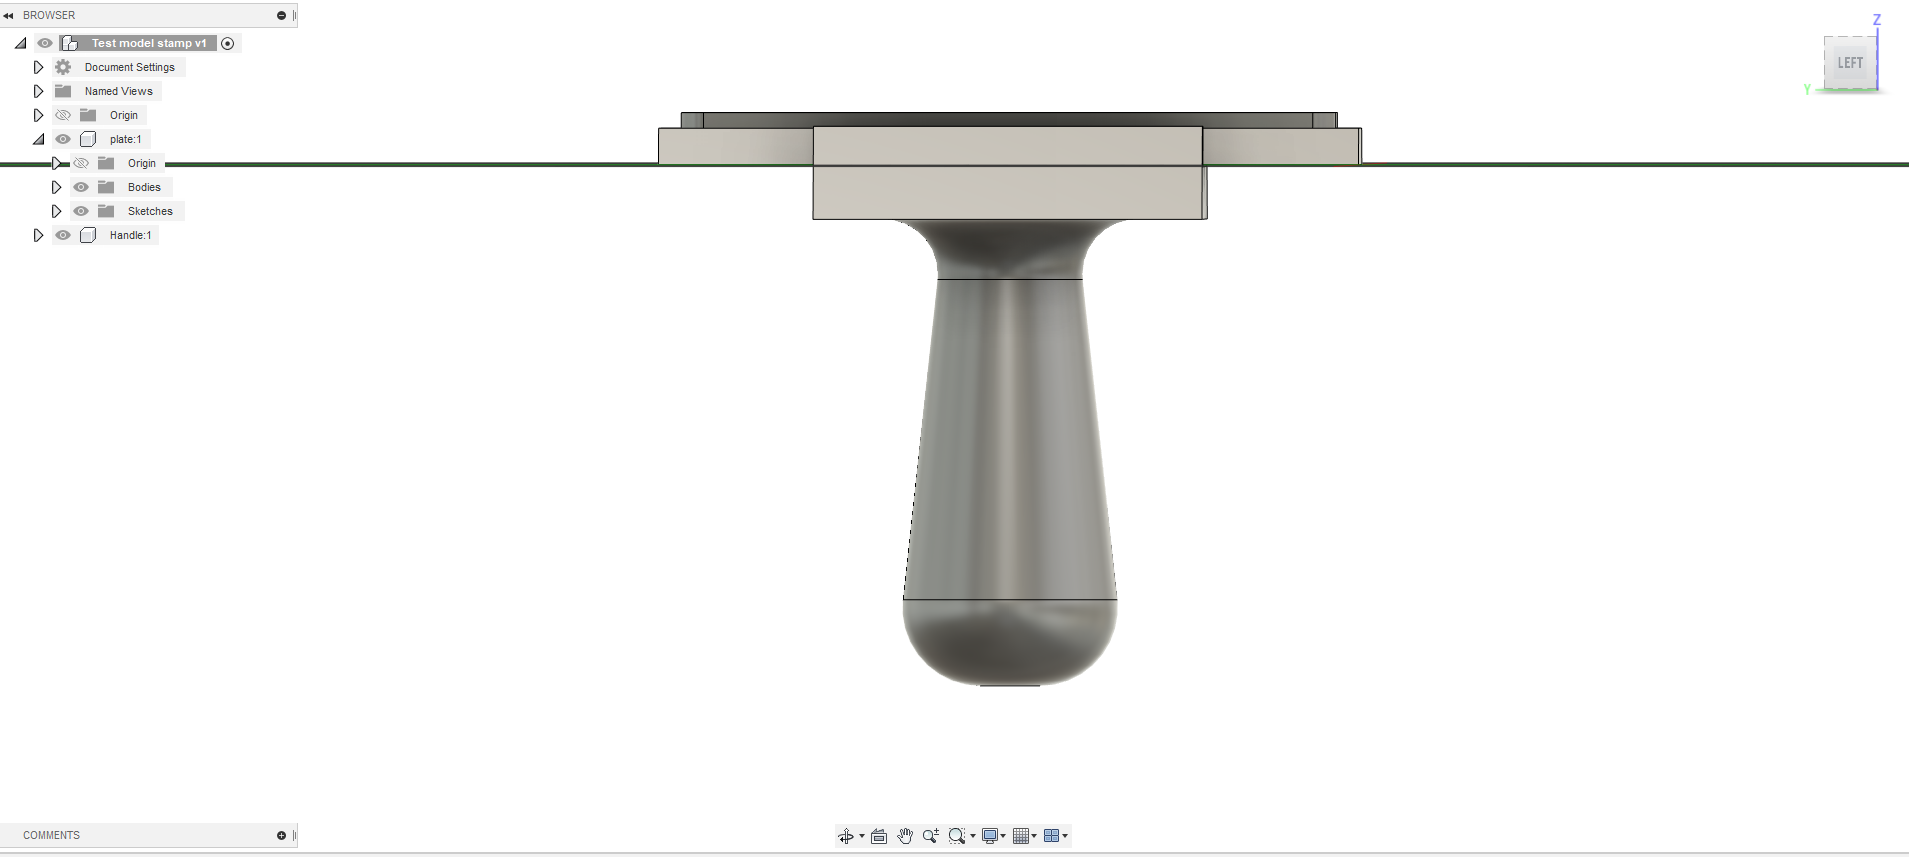 BROWSER
Test model stamp v1
Document Settings
Named Views
Origin
plate:1
Origin
Bodies
Sketches
Handle:1
Z
LEFT
Y
COMMENTS